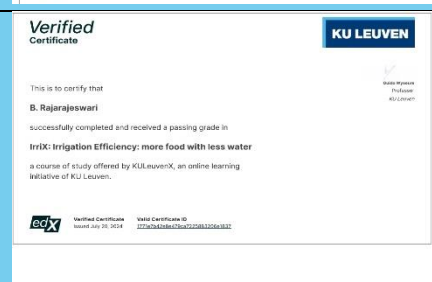 Verified
Certificate
KU LEUVEN
This is to certify that
Professor
KU Leuven
B. Rajarajeswari
successfully completed and received a passing grade in
IrriX: Irrigation Efficiency: more food with less water
a course of study offered by KULeuvenX, an online learning
initiative of KU Leuven.
edX
Verified Certificate
Issued July 20, 2024
Valid Certificate ID